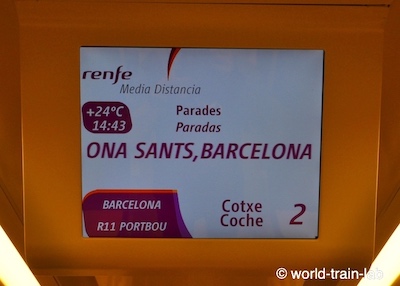 renfe
Media Distancia
+24°C
14:43
Parades
Paradas
ONA SANTS,BARCELONA
BARCELONA
R11 PORTBOU
Cotxe
Coche
2
© world-train-lab